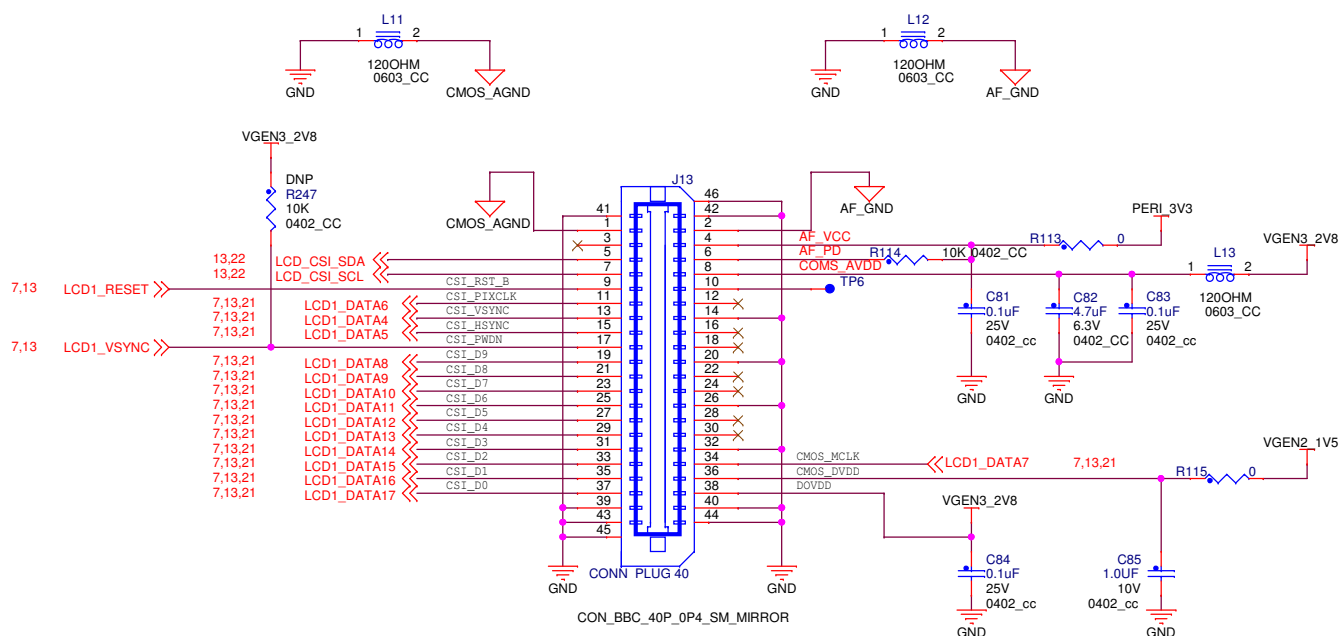 L11
1 2
120OHM
0603_CC
GND
CMOS_AGND
L12
1 2
120OHM
0603_CC
GND
AF_GND
VGEN3_2V8
DNP
R247
10K
0402_CC
CMOS_AGND
J13
AF_GND
41
1
3
5
7
9
11
13
15
17
19
21
23
25
27
29
31
33
35
37
39
43
45
46
42
2
4
6
8
10
12
14
16
18
20
22
24
26
28
30
32
34
36
38
40
44
13,22 LCD_CSI_SDA
13,22 LCD_CSI_SCL
7,13 LCD1_RESET CSI_RST_B
7,13,21 LCD1_DATA6 CSI_PIXCLK
7,13,21 LCD1_DATA4 CSI_VSYNC
7,13,21 LCD1_DATA5 CSI_HSYNC
7,13 LCD1_VSYNC CSI_PWDN
7,13,21 LCD1_DATA8 CSI_D9
7,13,21 LCD1_DATA9 CSI_D8
7,13,21 LCD1_DATA10 CSI_D7
7,13,21 LCD1_DATA11 CSI_D6
7,13,21 LCD1_DATA12 CSI_D5
7,13,21 LCD1_DATA13 CSI_D4
7,13,21 LCD1_DATA14 CSI_D3
7,13,21 LCD1_DATA15 CSI_D2
7,13,21 LCD1_DATA16 CSI_D1
7,13,21 LCD1_DATA17 CSI_D0
AF_VCC
R113 0
PERI_3V3
AF_PD
R114 10K 0402_CC
COMS_AVDD
TP6
1 L13 2
120OHM
0603_CC
VGEN3_2V8
C81
0.1uF
25V
0402_cc
GND
C82
4.7uF
6.3V
0402_CC
C83
0.1uF
25V
0402_cc
GND
CMOS_MCLK
LCD1_DATA7 7,13,21
CMOS_DVDD
R115 0
VGEN2_1V5
DOVDD
VGEN3_2V8
C84
0.1uF
25V
0402_cc
GND
C85
1.0UF
10V
0402_cc
GND
GND
CONN PLUG 40
GND
CON_BBC_40P_0P4_SM_MIRROR